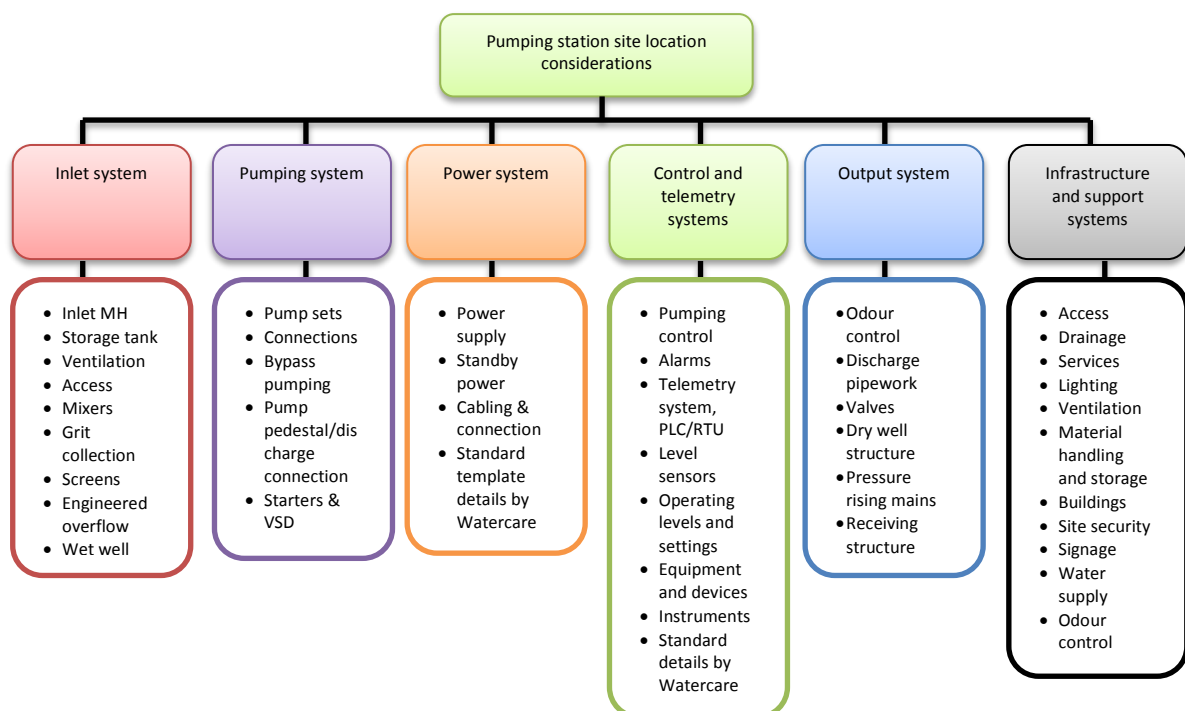 Pumping station site location
considerations
Inlet system
Pumping system
Power system
Control and
telemetry
systems
Output system
Infrastructure
and support
systems
• Inlet MH
• Storage tank
• Ventilation
• Access
• Mixers
• Grit
collection
• Screens
• Engineered
overflow
• Wet well
• Pump sets
• Connections
• Bypass
pumping
• Pump
pedestal/dis
charge
connection
• Starters &
VSD
• Power
supply
• Standby
power
• Cabling &
connection
• Standard
template
details by
Watercare
• Pumping
control
• Alarms
• Telemetry
system,
PLC/RTU
• Level
sensors
• Operating
levels and
settings
• Equipment
and devices
• Instruments
• Standard
details by
Watercare
• Odour
control
• Discharge
pipework
• Valves
• Dry well
structure
• Pressure
rising mains
• Receiving
structure
• Access
• Drainage
• Services
• Lighting
• Ventilation
• Material
handling
and storage
• Buildings
• Site security
• Signage
• Water
supply
• Odour
control